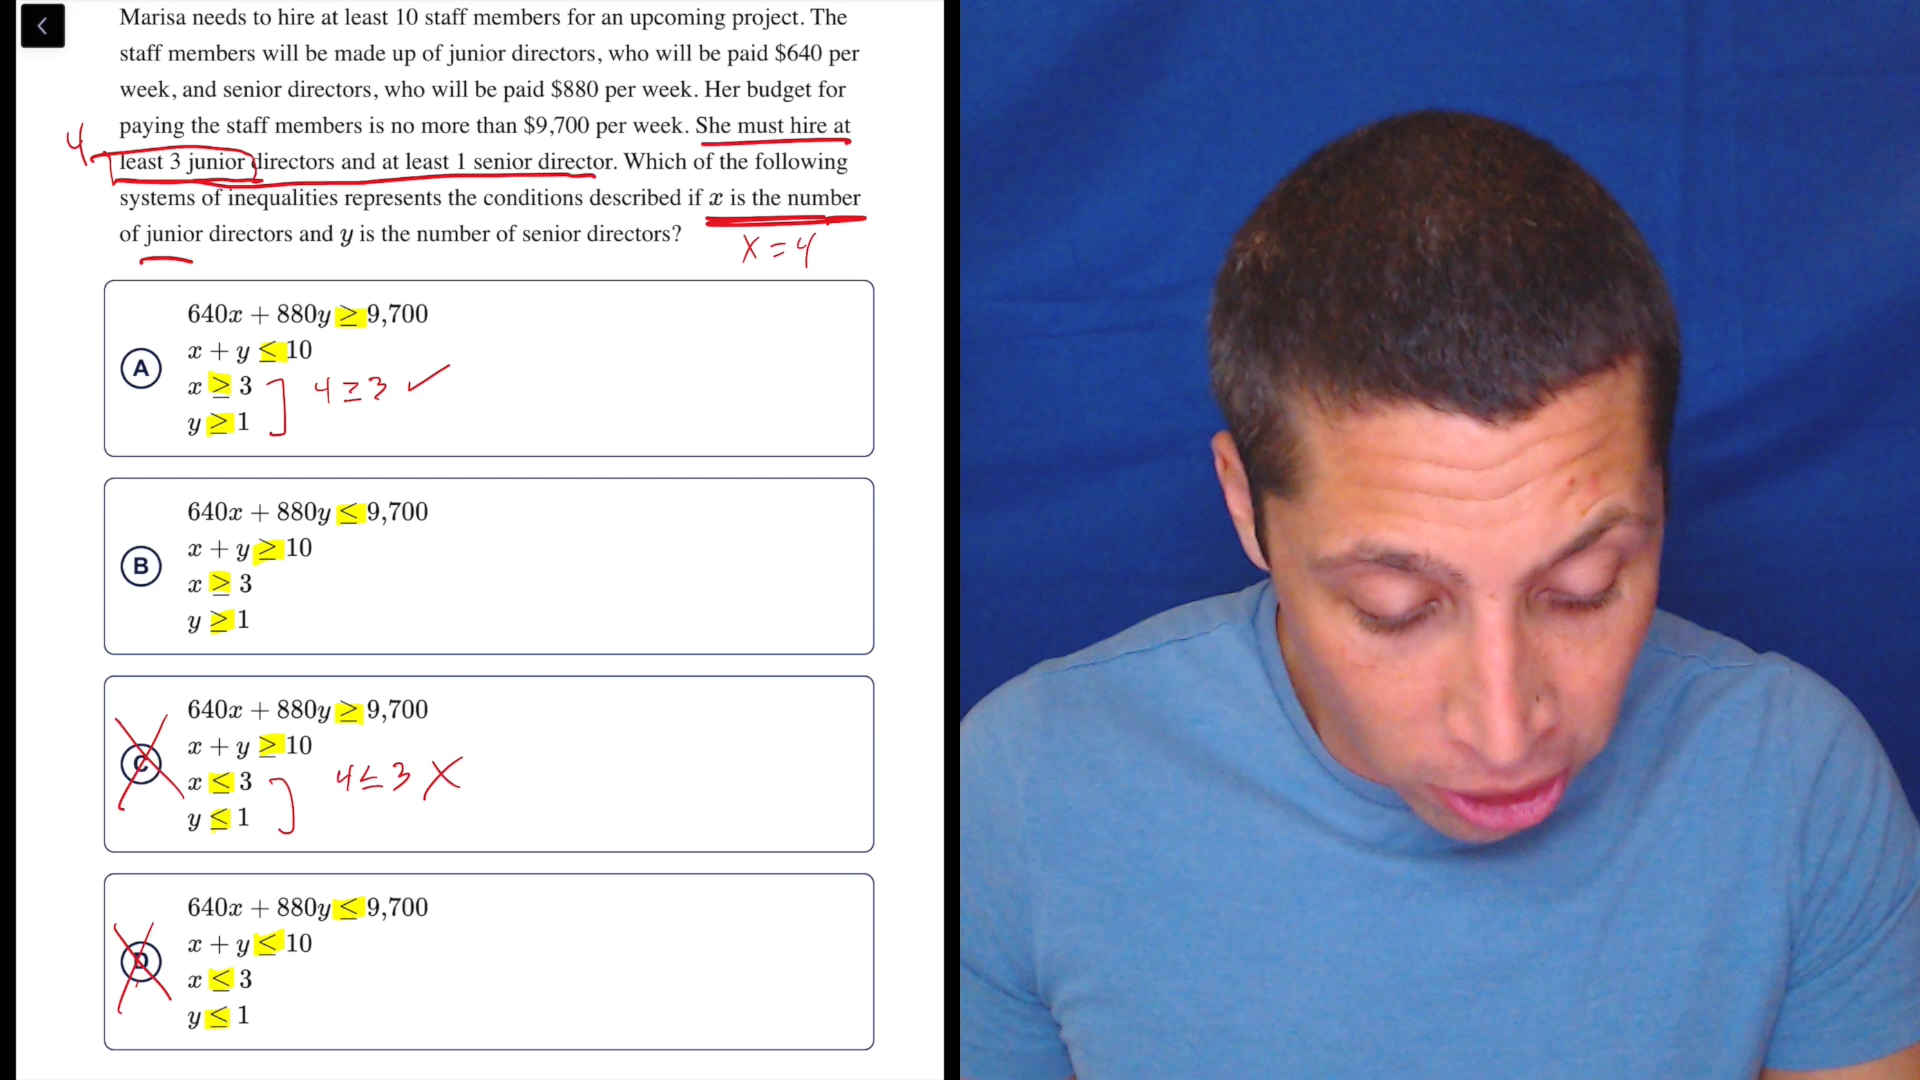 Marisa needs to hire at least 10 staff members for an upcoming project. The
staff members will be made up of junior directors, who will be paid $640 per
week, and senior directors, who will be paid $880 per week. Her budget for
paying the staff members is no more than $9,700 per week. She must hire at
4
least 3 junior directors and at least 1 senior director. Which of the following
systems of inequalities represents the conditions described if x is the number
of junior directors and y is the number of senior directors?
x = 4
A
640x + 880y ≥ 9,700
x + y ≤ 10
x ≥ 3
4 ≥ 3 ✓
y ≥ 1
B
640x + 880y ≤ 9,700
x + y ≥ 10
x ≥ 3
y ≥ 1
C
640x + 880y ≥ 9,700
x + y ≥ 10
x ≤ 3
4 ≤ 3 X
y ≤ 1
D
640x + 880y ≤ 9,700
x + y ≤ 10
x ≤ 3
y ≤ 1